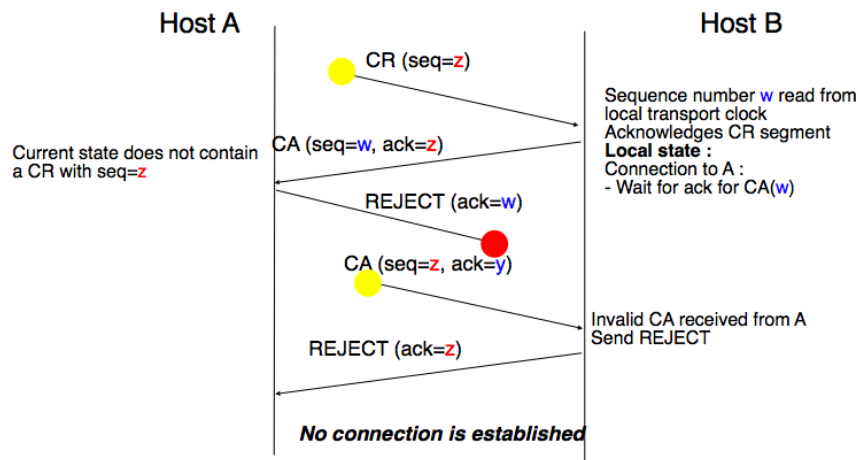 Host A
Host B
CR (seq=z)
Sequence number w read from
local transport clock
Acknowledges CR segment
Local state :
Connection to A :
- Wait for ack for CA(w)
CA (seq=w, ack=z)
Current state does not contain
a CR with seq=z
REJECT (ack=w)
CA (seq=z, ack=y)
Invalid CA received from A
Send REJECT
REJECT (ack=z)
No connection is established